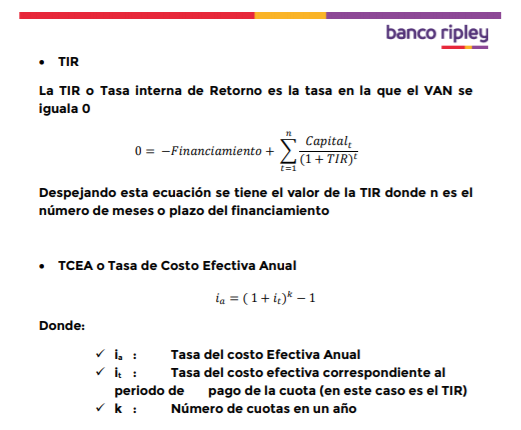 banco ripley
• TIR
La TIR o Tasa interna de Retorno es la tasa en la que el VAN se
iguala 0
0 = −Financiamiento + ∑_{t=1}^{n} Capital_t / (1 + TIR)^t
Despejando esta ecuación se tiene el valor de la TIR donde n es el
número de meses o plazo del financiamiento
• TCEA o Tasa de Costo Efectiva Anual
i_a = ( 1 + i_t)^k − 1
Donde:
✓ i_a : Tasa del costo Efectiva Anual
✓ i_t : Tasa del costo efectiva correspondiente al
periodo de pago de la cuota (en este caso es el TIR)
✓ k : Número de cuotas en un año